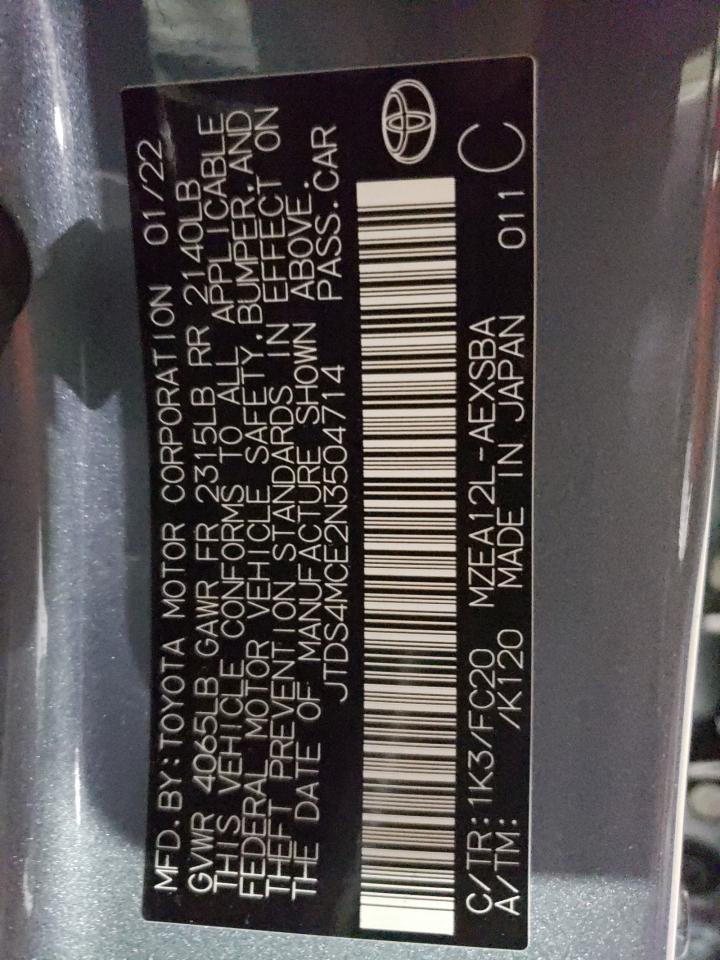 MFD. BY: TOYOTA MOTOR CORPORATION 01/22
GVWR 4065LB GAWR FR 2315LB RR 2140LB
THIS VEHICLE CONFORMS TO ALL APPLICABLE
FEDERAL MOTOR VEHICLE SAFETY, BUMPER, AND
THEFT PREVENTION STANDARDS IN EFFECT ON
THE DATE OF MANUFACTURE SHOWN ABOVE.
JTDS4MCE2N3504714 PASS. CAR
C/TR: 1K3/FC20 MZEA12L-AEXSBA C
A/TM: /K120 MADE IN JAPAN 011